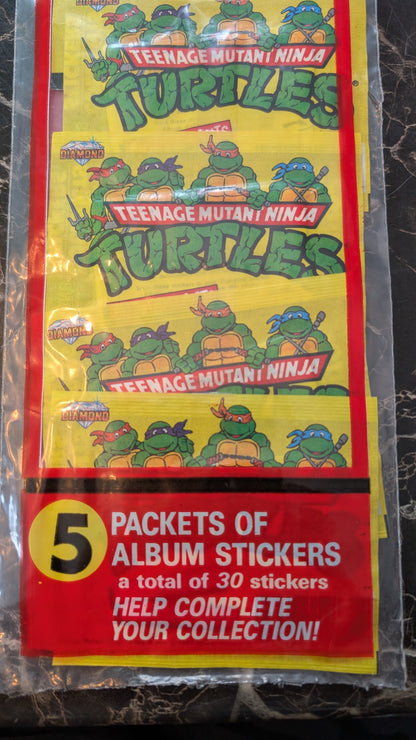 DIAMOND
TEENAGE MUTANT NINJA
TURTLES
®
DIAMOND
TEENAGE MUTANT NINJA
TURTLES
DIAMOND
TEENAGE MUTANT NINJA
DIAMOND
5
PACKETS OF
ALBUM STICKERS
a total of 30 stickers
HELP COMPLETE
YOUR COLLECTION!